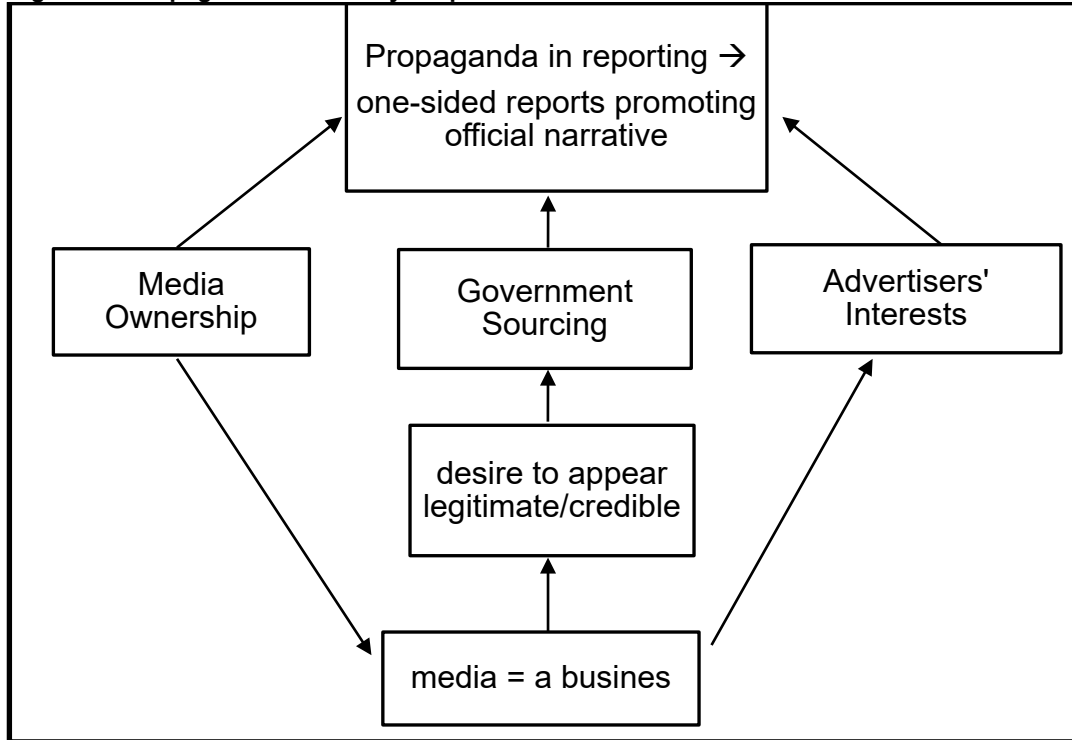 Propaganda in reporting →
one-sided reports promoting
official narrative
Media
Ownership
Government
Sourcing
Advertisers'
Interests
desire to appear
legitimate/credible
media = a busines